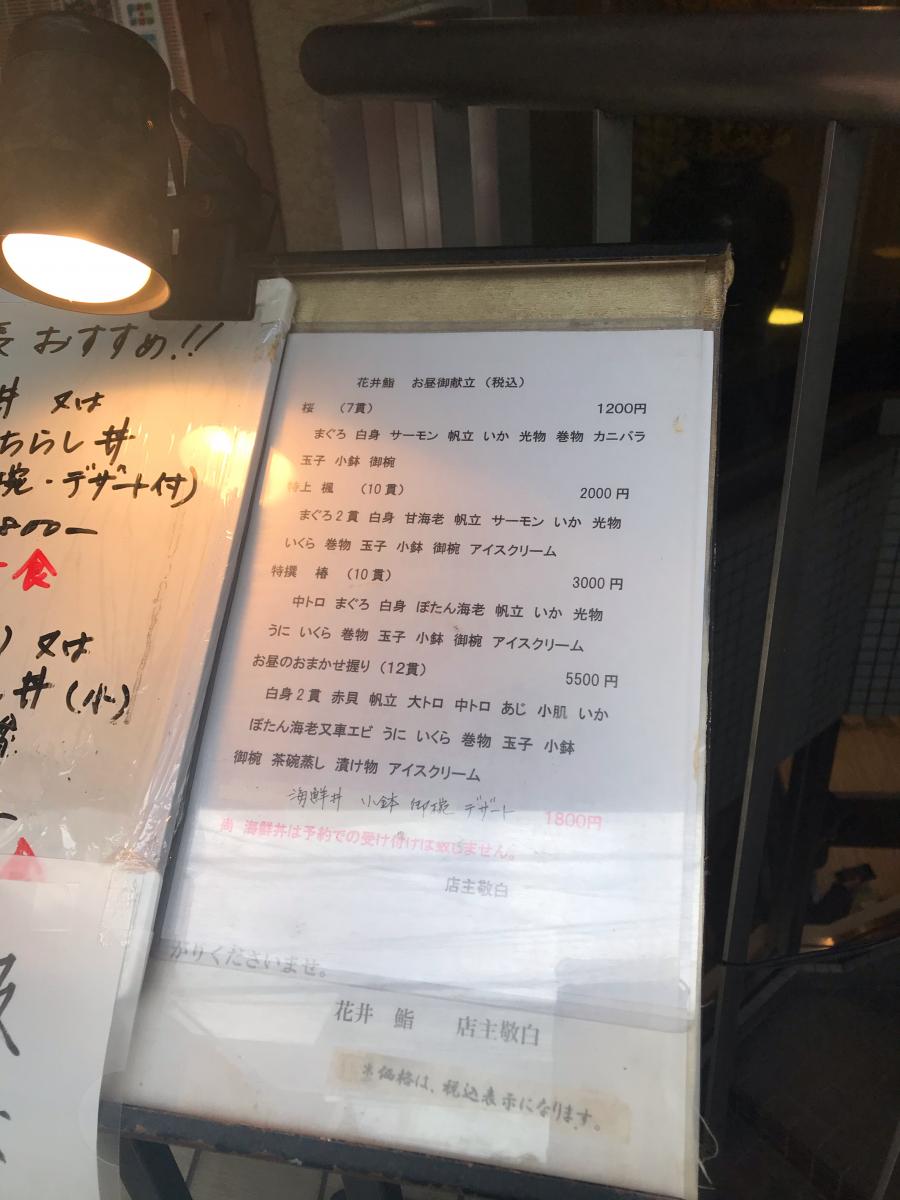 おすすめ!!
丼 又は
ちらし丼
椀・デザート付)
800ー
食
又は
丼(小)
花井鮨 お昼御献立(税込)
桜 (7貫) 1200円
まぐろ 白身 サーモン 帆立 いか 光物 巻物 カニバラ
玉子 小鉢 御椀
特上 楓 (10貫) 2000円
まぐろ2貫 白身 甘海老 帆立 サーモン いか 光物
いくら 巻物 玉子 小鉢 御椀 アイスクリーム
特撰 椿 (10貫) 3000円
中トロ まぐろ 白身 ぼたん海老 帆立 いか 光物
うに いくら 巻物 玉子 小鉢 御椀 アイスクリーム
お昼のおまかせ握り(12貫) 5500円
白身2貫 赤貝 帆立 大トロ 中トロ あじ 小肌 いか
ぼたん海老又車エビ うに いくら 巻物 玉子 小鉢
御椀 茶碗蒸し 漬け物 アイスクリーム
海鮮丼 小鉢 御椀 デザート 1800円
尚 海鮮丼は予約での受け付けは致しません。
店主敬白
がりくださいませ。
花井 鮨 店主敬白
※価格は、税込表示になります。